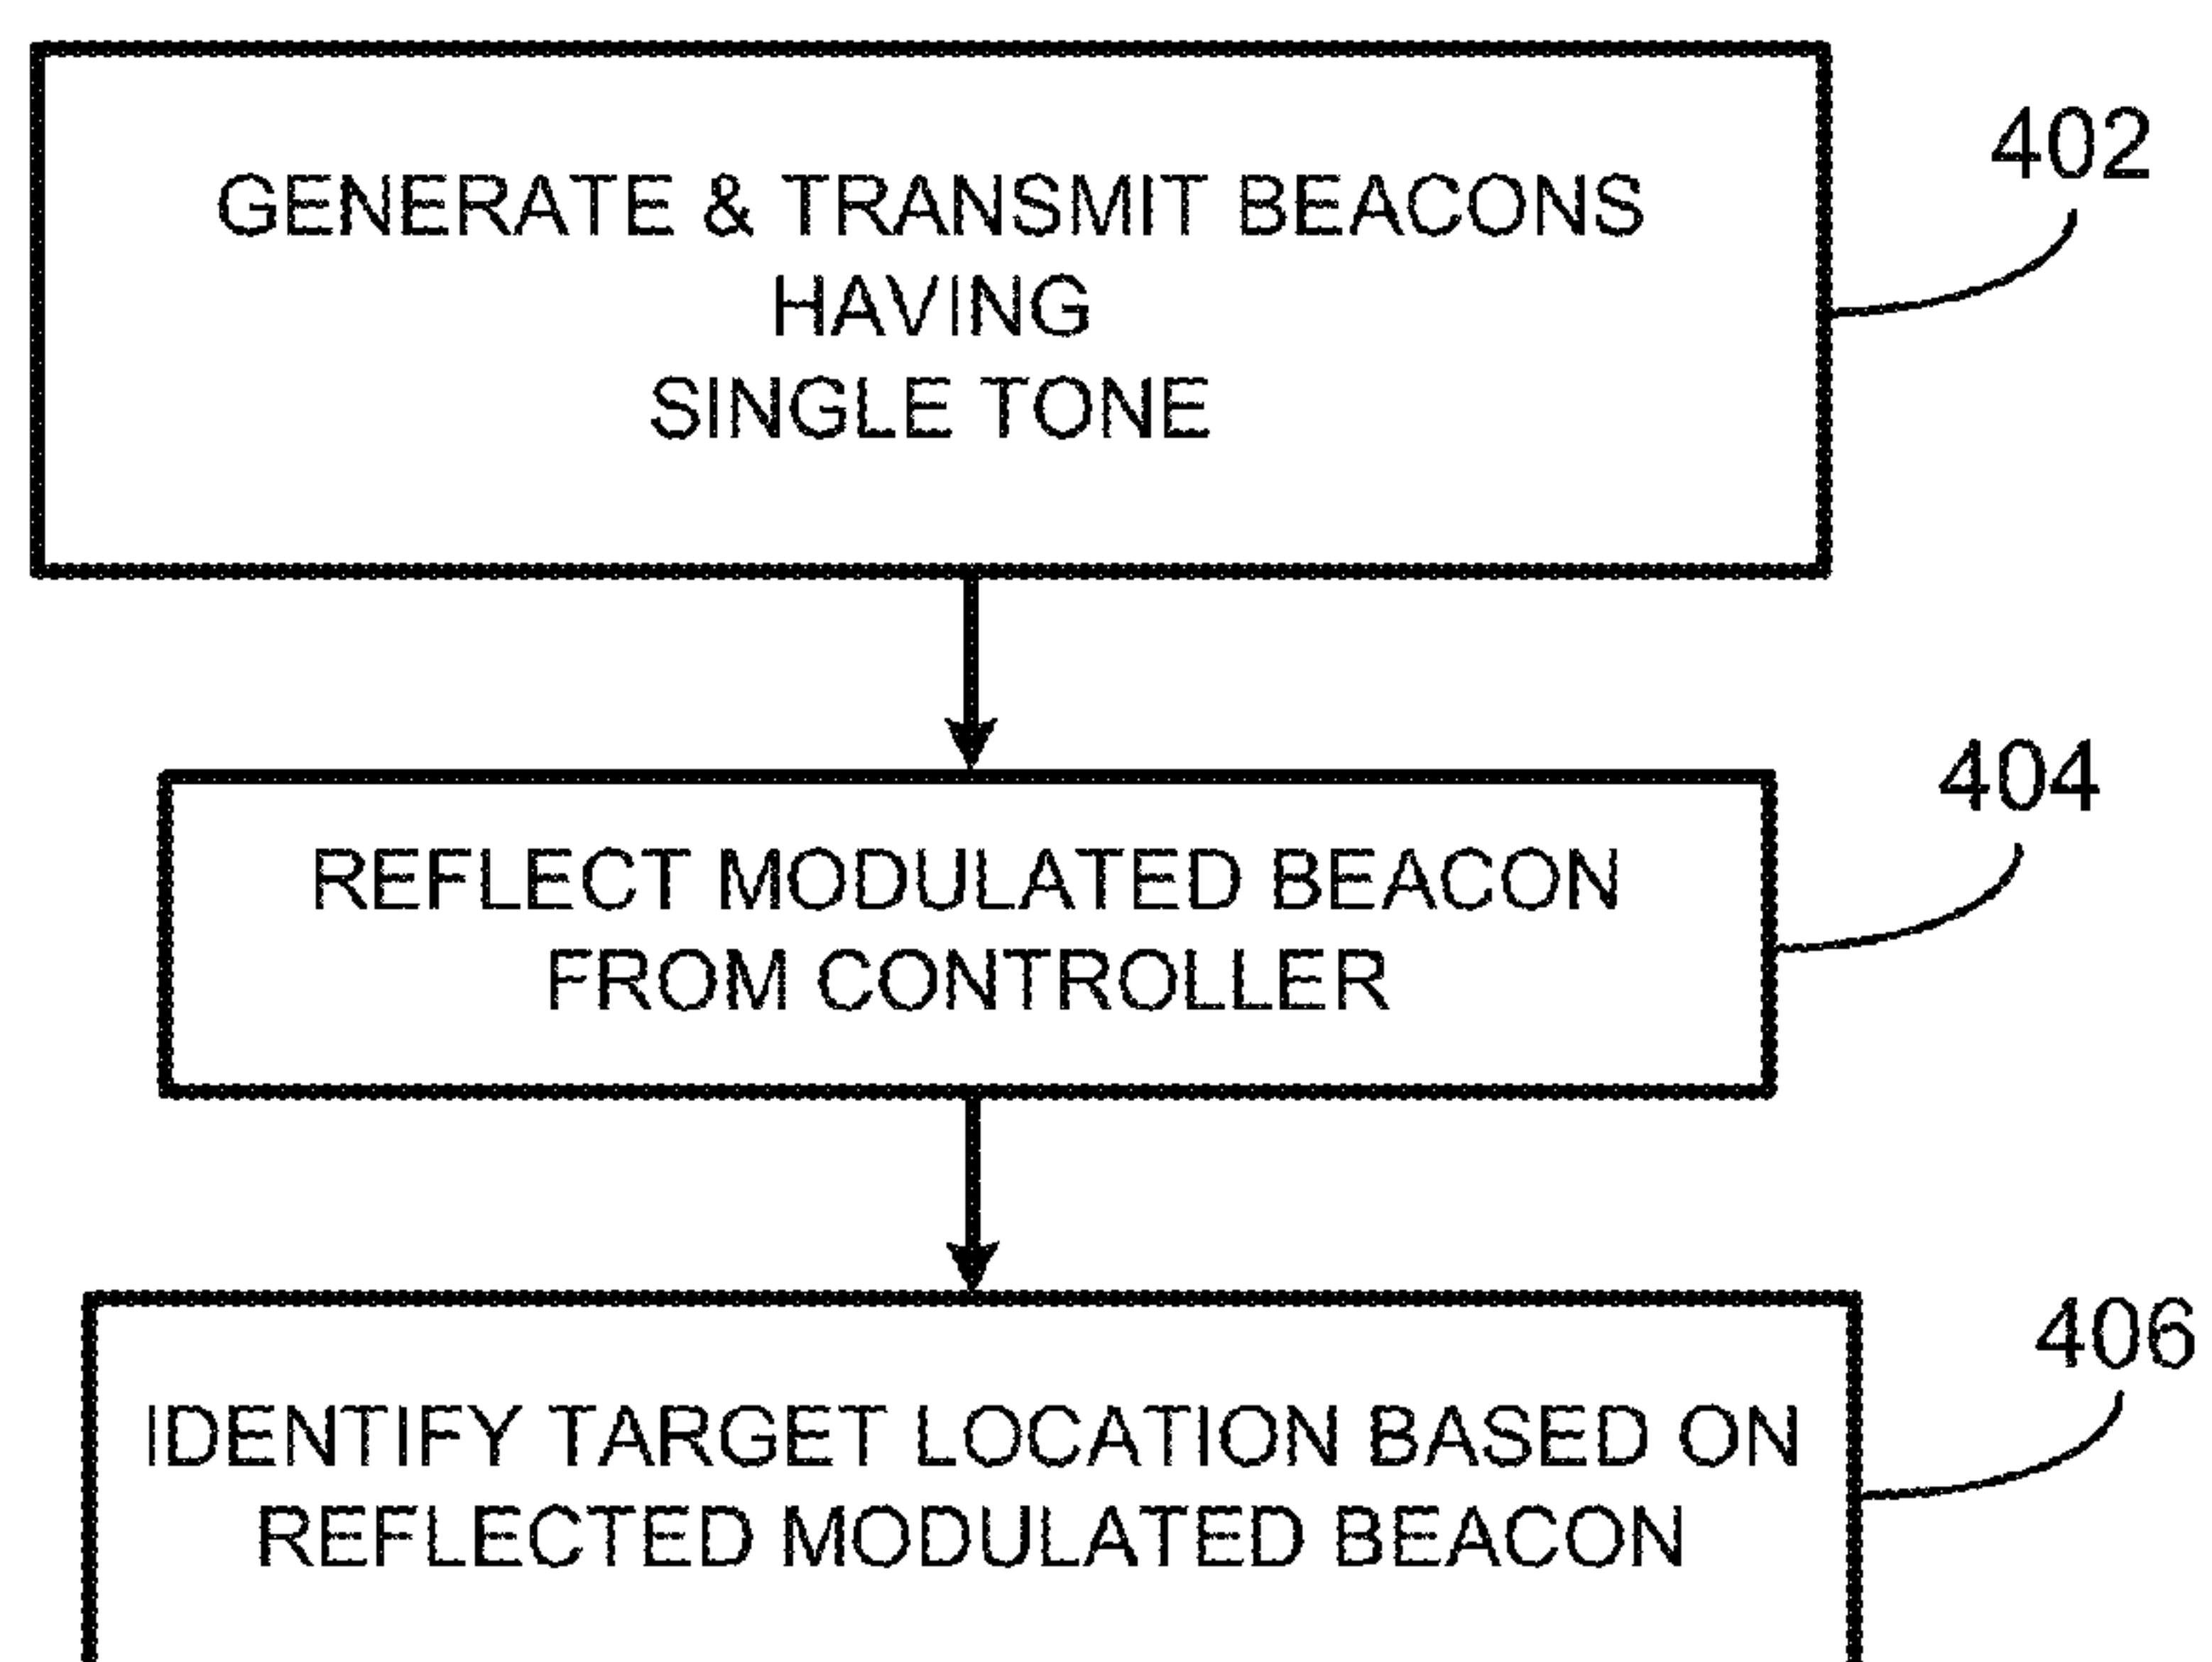 GENERATE & TRANSMIT BEACONS
HAVING
SINGLE TONE
402
REFLECT MODULATED BEACON
FROM CONTROLLER
404
IDENTIFY TARGET LOCATION BASED ON
REFLECTED MODULATED BEACON
406